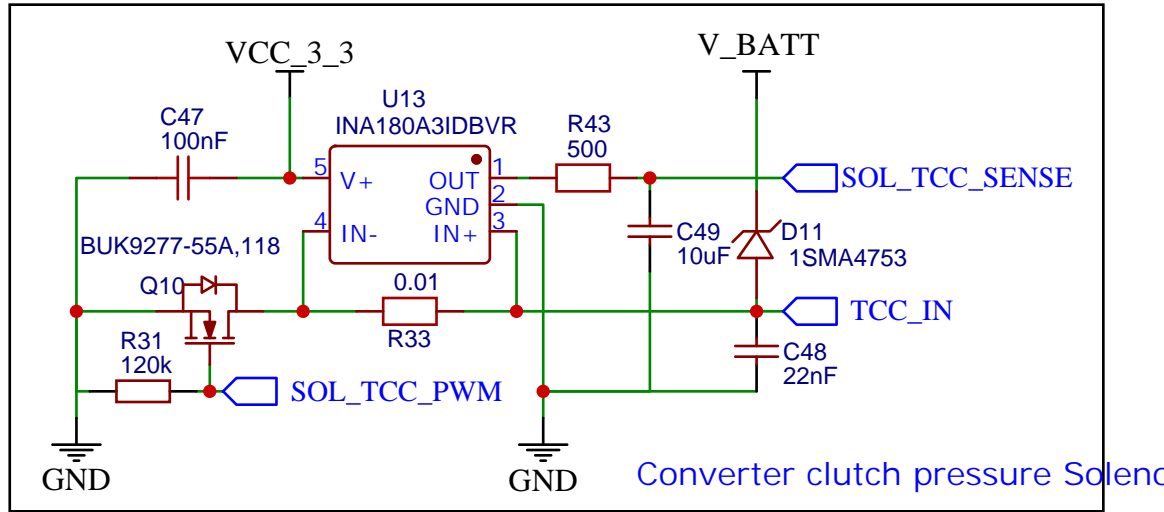 VCC_3_3
V_BATT
C47
100nF
U13
INA180A3IDBVR
R43
500
5
V+
OUT
1
GND
2
4
IN-
IN+
3
SOL_TCC_SENSE
C49
10uF
D11
1SMA4753
BUK9277-55A,118
Q10
0.01
R33
TCC_IN
R31
120k
C48
22nF
SOL_TCC_PWM
GND
GND
Converter clutch pressure Soleno